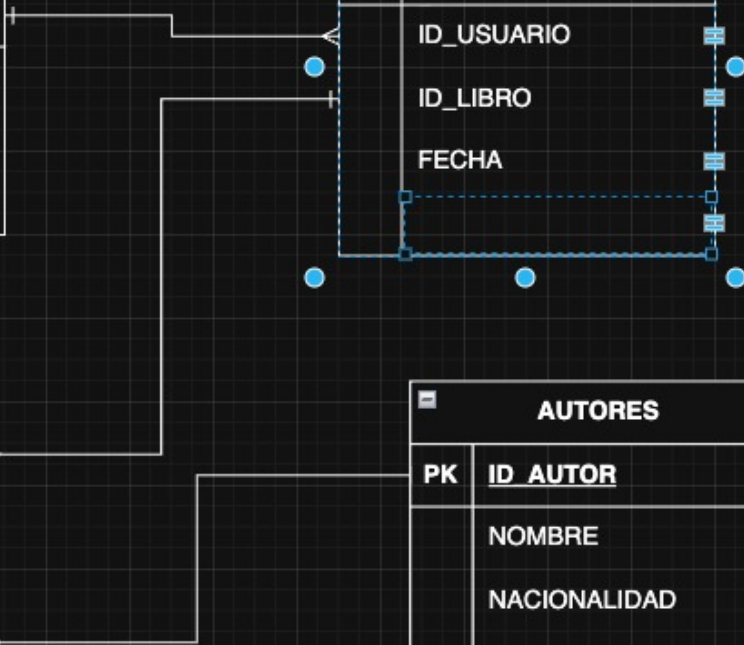 ID_USUARIO
ID_LIBRO
FECHA
AUTORES
PK ID_AUTOR
NOMBRE
NACIONALIDAD